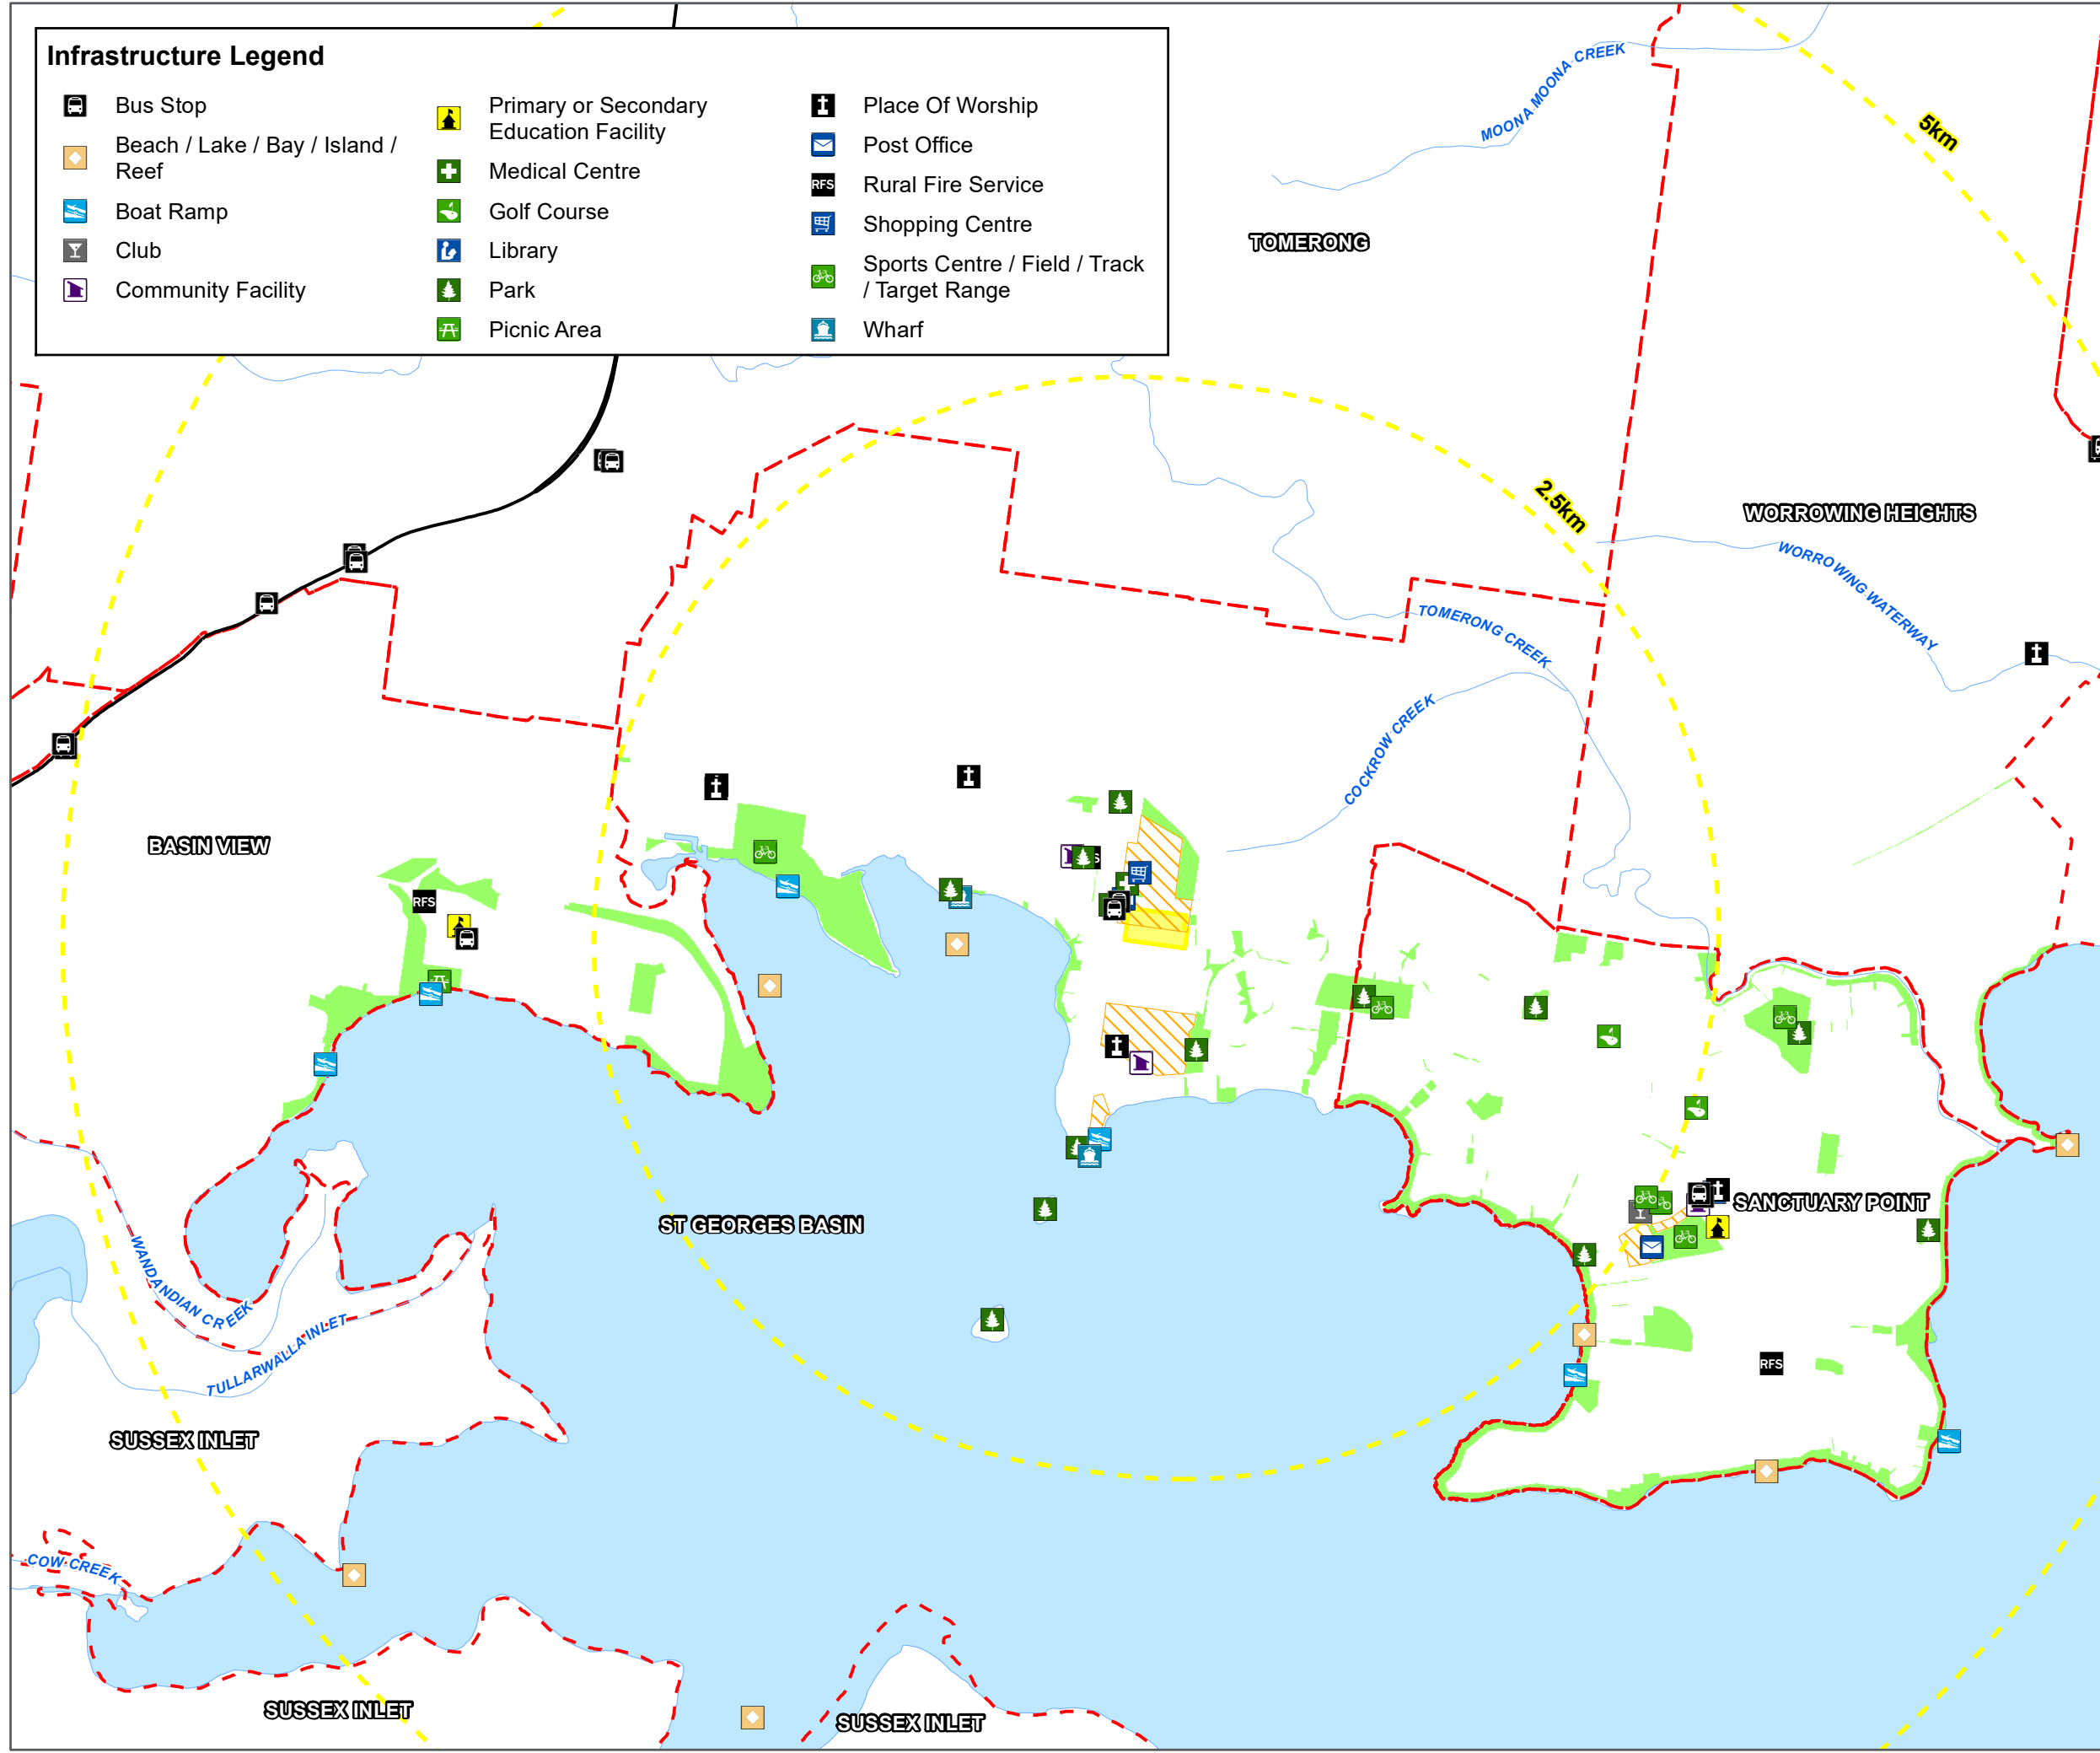 Infrastructure Legend
Bus Stop
Beach / Lake / Bay / Island /
Reef
Boat Ramp
Club
Community Facility
Primary or Secondary
Education Facility
Medical Centre
Golf Course
Library
Park
Picnic Area
Place Of Worship
Post Office
RFS
Rural Fire Service
Shopping Centre
Sports Centre / Field / Track
/ Target Range
Wharf
MOONA MOONA CREEK
5km
TOMERONG
2.5km
WORROWING HEIGHTS
WORROWING WATERWAY
TOMERONG CREEK
COCKROW CREEK
BASIN VIEW
RFS
S
SANCTUARY POINT
ST GEORGES BASIN
WANDANDIAN CREEK
TULLARWALLA INLET
RFS
SUSSEX INLET
COW CREEK
SUSSEX INLET
SUSSEX INLET